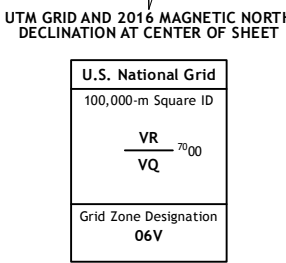 UTM GRID AND 2016 MAGNETIC NORTH
DECLINATION AT CENTER OF SHEET
U.S. National Grid
100,000-m Square ID
VR
7000
VQ
Grid Zone Designation
06V